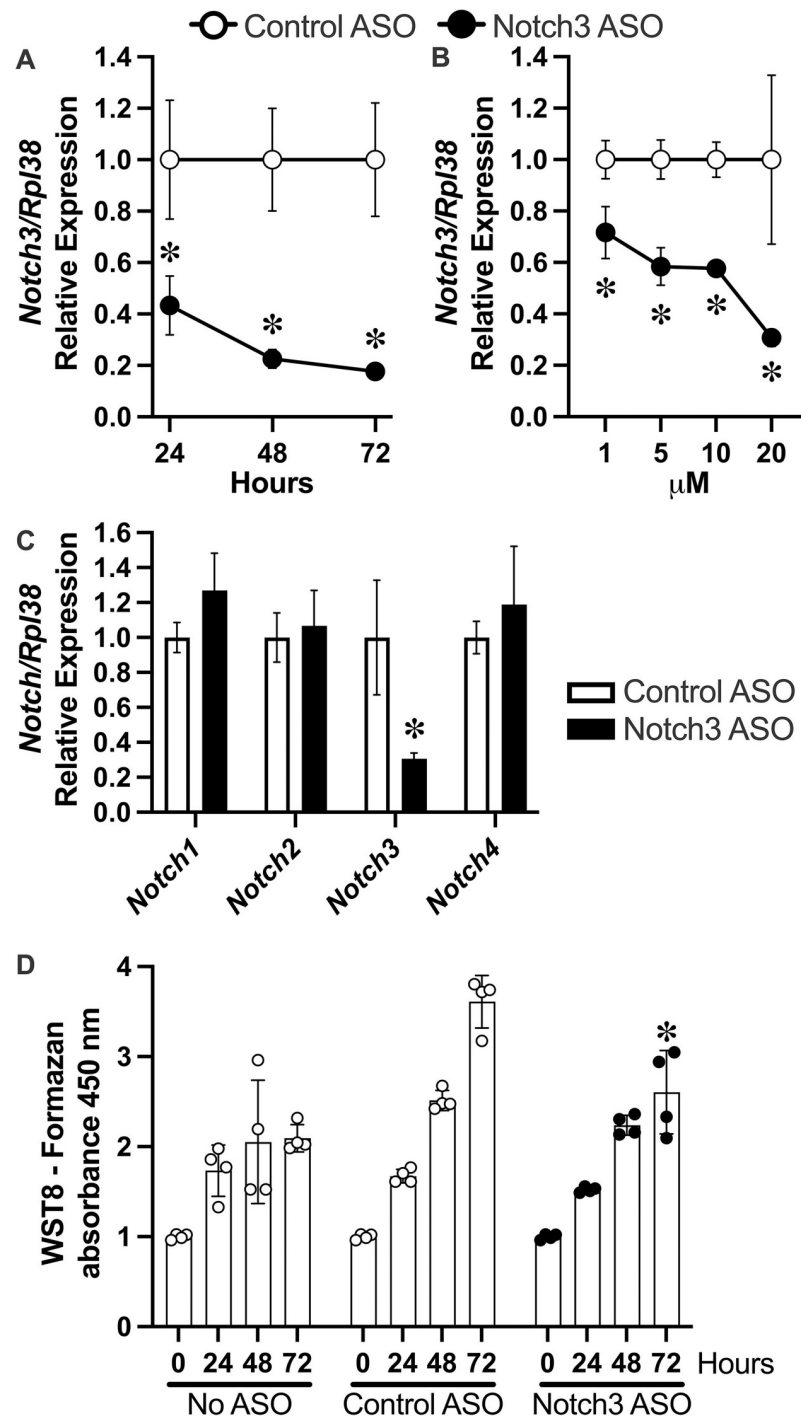 Control ASO Notch3 ASO
A
Notch3/Rpl38
Relative Expression
1.4
1.2
1.0
0.8
0.6
0.4
0.2
0.0
*
*
*
24 48 72
Hours
B
Notch3/Rpl38
Relative Expression
1.4
1.2
1.0
0.8
0.6
0.4
0.2
0.0
*
*
*
*
1 5 10 20
µM
C
Notch/Rpl38
Relative Expression
1.6
1.4
1.2
1.0
0.8
0.6
0.4
0.2
0.0
*
Notch1 Notch2 Notch3 Notch4
Control ASO
Notch3 ASO
D
WST8 - Formazan
absorbance 450 nm
4
3
2
1
0
*
0 24 48 72 0 24 48 72 0 24 48 72 Hours
No ASO Control ASO Notch3 ASO